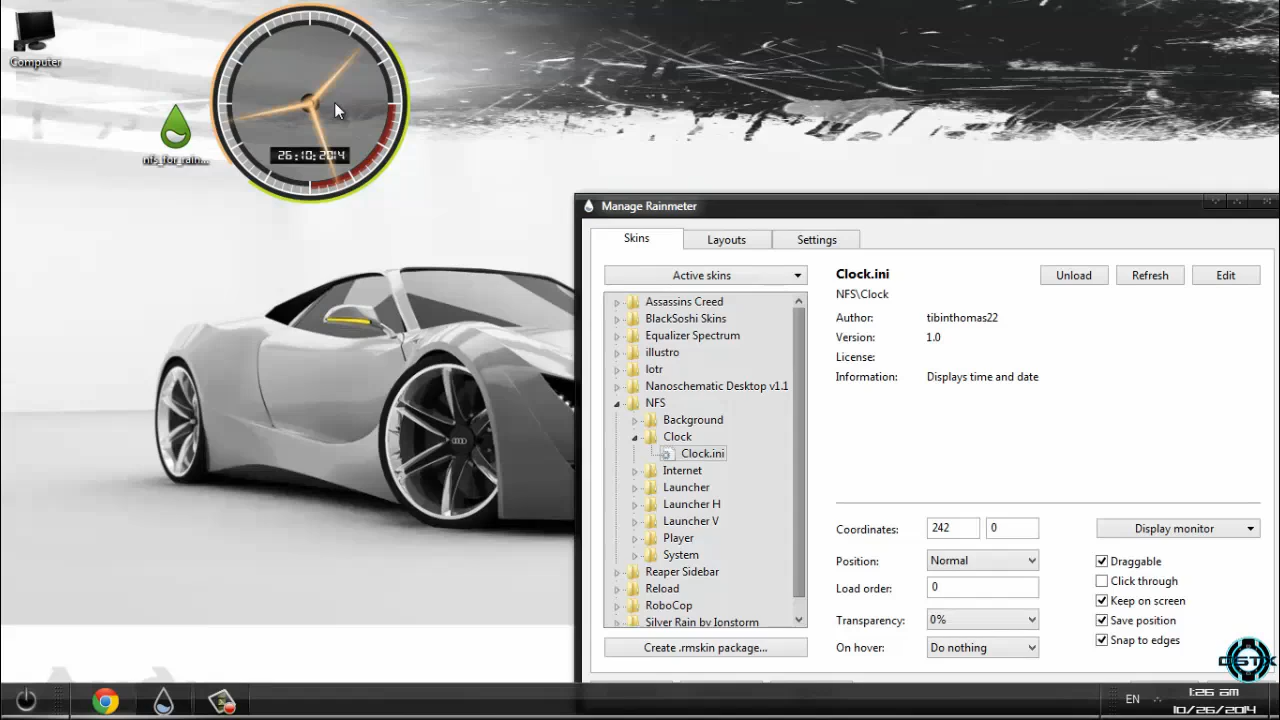 Computer
nfs_for_rain...
26:10:2014
Manage Rainmeter
Skins
Layouts
Settings
Active skins
Assassins Creed
BlackSoshi Skins
Equalizer Spectrum
illustro
lotr
Nanoschematic Desktop v1.1
NFS
Background
Clock
Clock.ini
Internet
Launcher
Launcher H
Launcher V
Player
System
Reaper Sidebar
Reload
RoboCop
Silver Rain by Ionstorm
Create .rmskin package...
Clock.ini
Unload
Refresh
Edit
NFS\Clock
Author: tibinthomas22
Version: 1.0
License:
Information: Displays time and date
Coordinates: 242 0
Display monitor
Position: Normal
Load order: 0
Transparency: 0%
On hover: Do nothing
Draggable
Click through
Keep on screen
Save position
Snap to edges
EN
1:26 am
10/26/2014